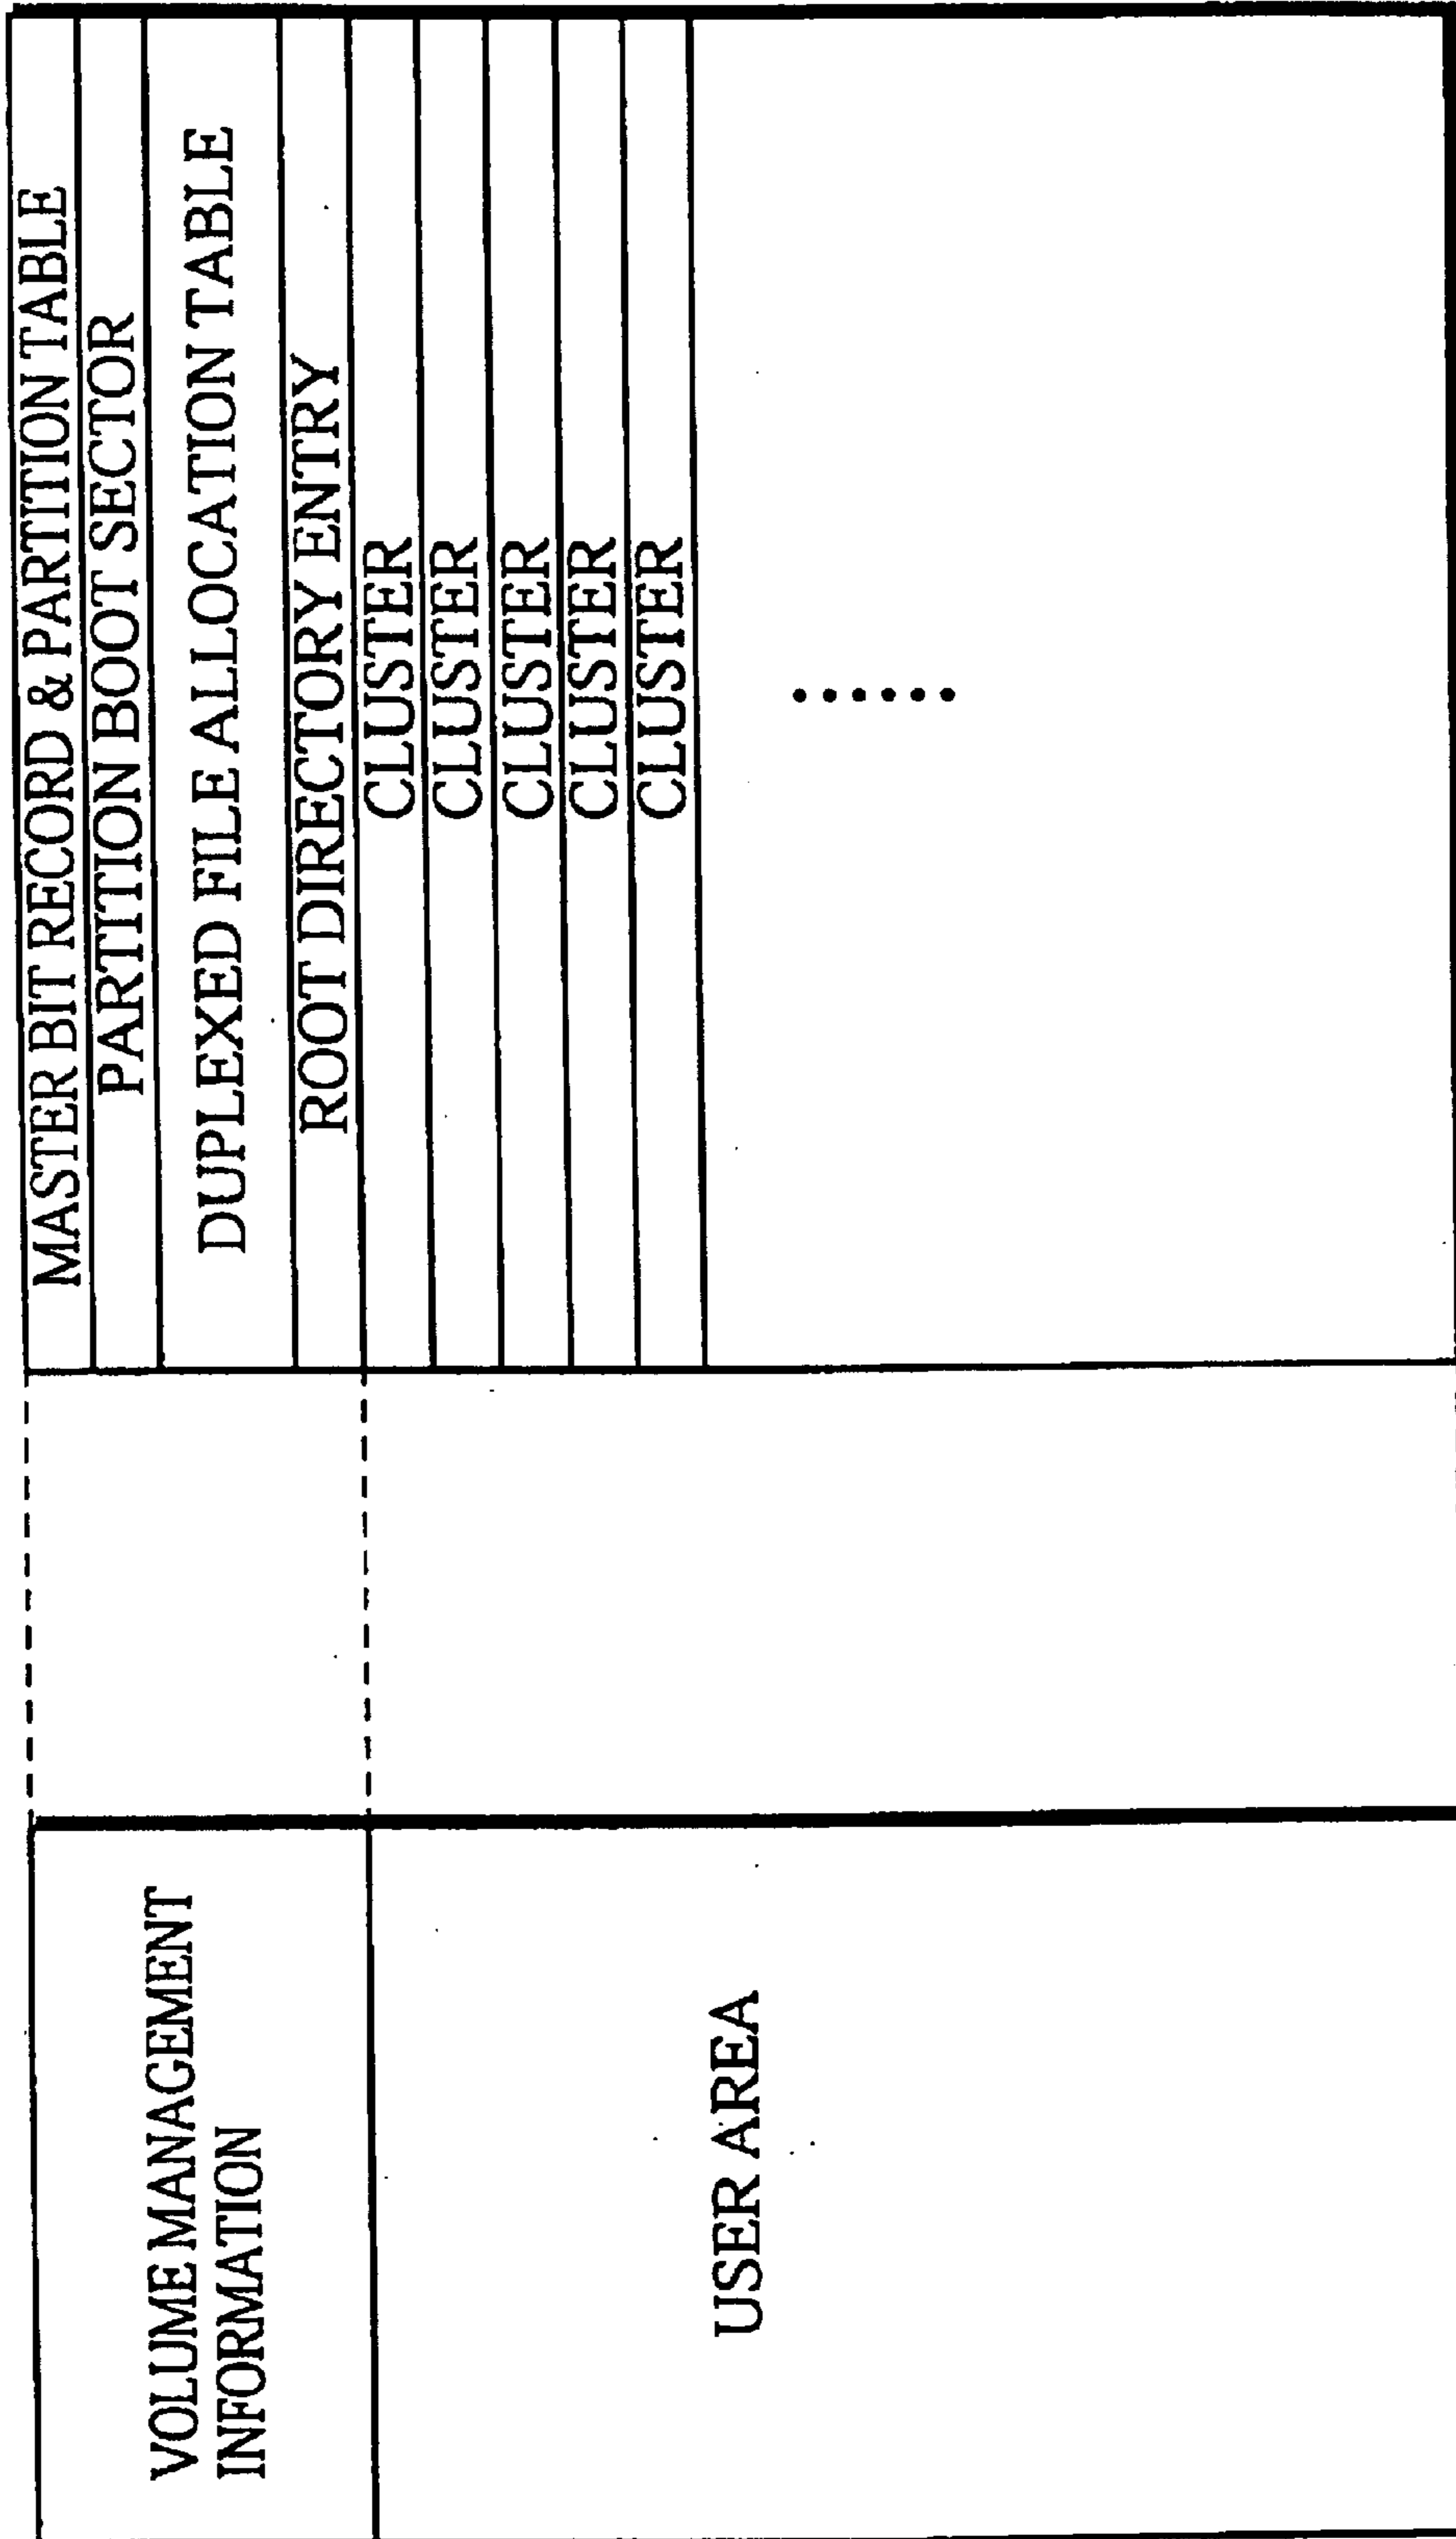 VOLUME MANAGEMENT
INFORMATION
USER AREA
MASTER BIT RECORD & PARTITION TABLE
PARTITION BOOT SECTOR
DUPLEXED FILE ALLOCATION TABLE
ROOT DIRECTORY ENTRY
CLUSTER
CLUSTER
CLUSTER
CLUSTER
CLUSTER
......